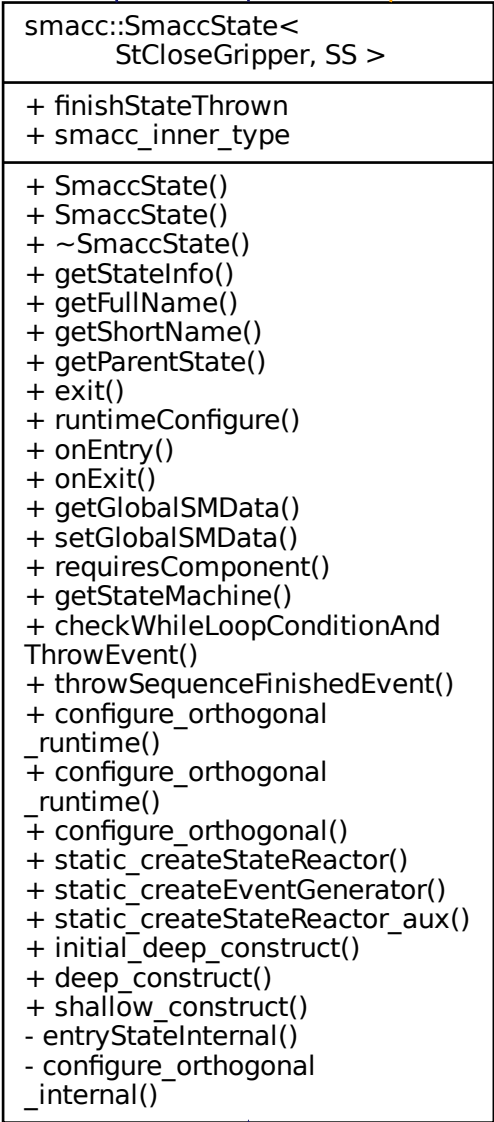 smacc::SmaccState<
StCloseGripper, SS >
+ finishStateThrown
+ smacc_inner_type
+ SmaccState()
+ SmaccState()
+ ~SmaccState()
+ getStateInfo()
+ getFullName()
+ getShortName()
+ getParentState()
+ exit()
+ runtimeConfigure()
+ onEntry()
+ onExit()
+ getGlobalSMData()
+ setGlobalSMData()
+ requiresComponent()
+ getStateMachine()
+ checkWhileLoopConditionAnd
ThrowEvent()
+ throwSequenceFinishedEvent()
+ configure_orthogonal
_runtime()
+ configure_orthogonal
_runtime()
+ configure_orthogonal()
+ static_createStateReactor()
+ static_createEventGenerator()
+ static_createStateReactor_aux()
+ initial_deep_construct()
+ deep_construct()
+ shallow_construct()
- entryStateInternal()
- configure_orthogonal
_internal()